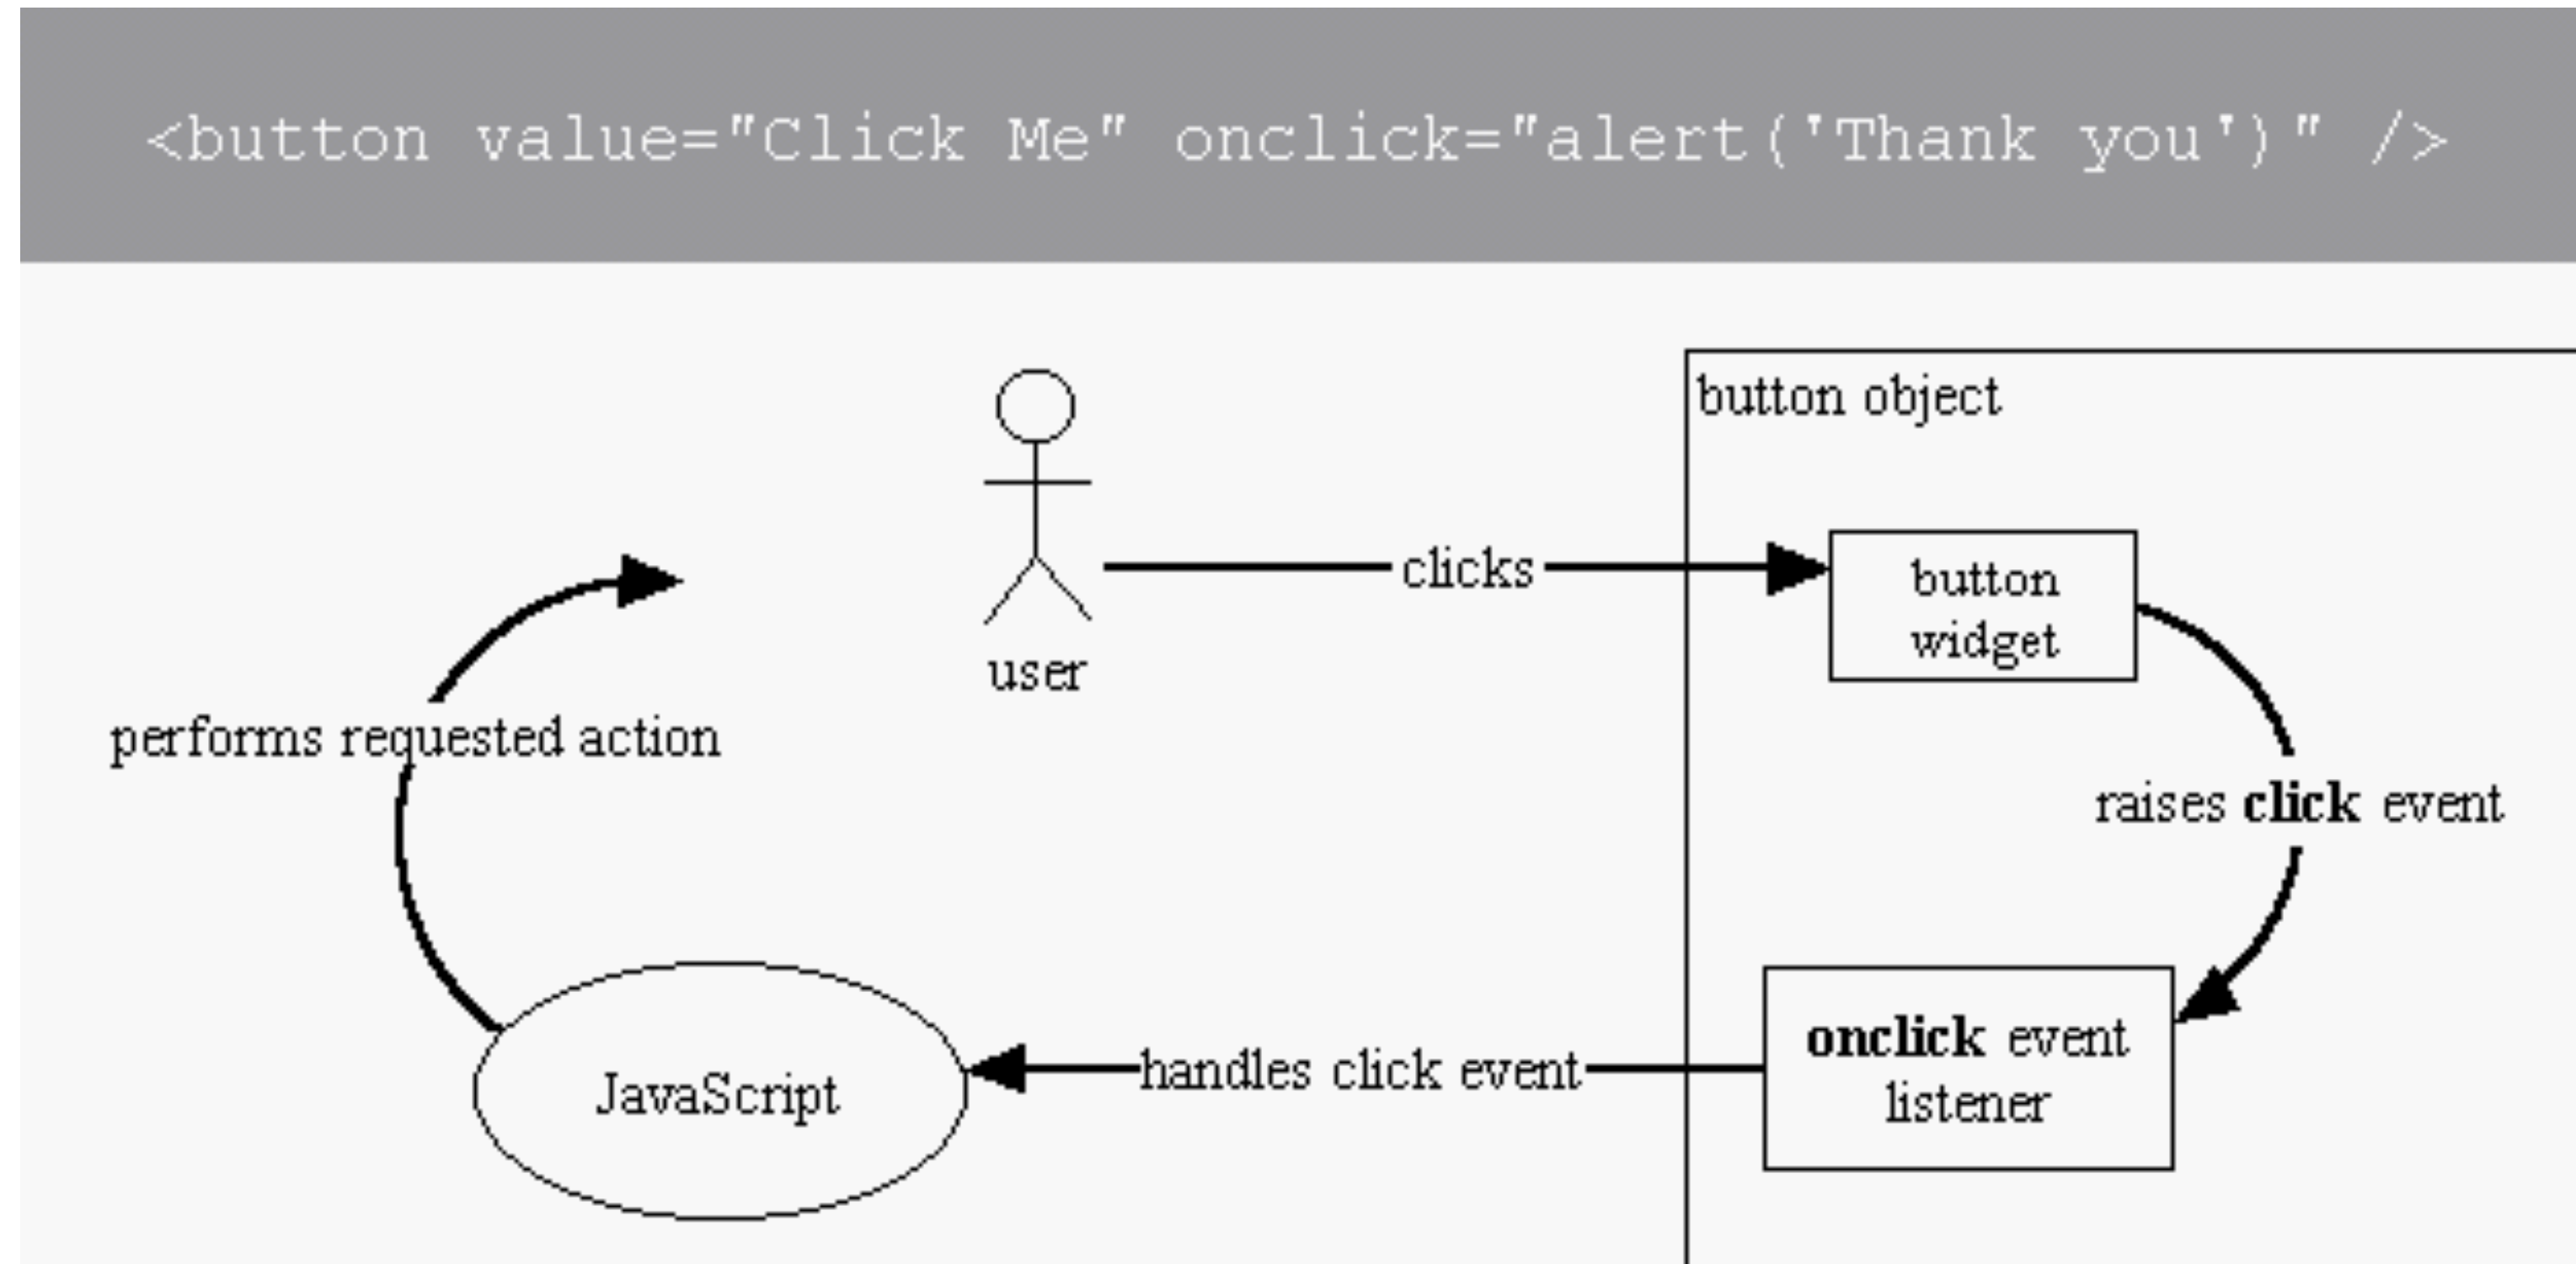 <button value="Click Me" onclick="alert('Thank you')" />
button object
clicks
button
widget
user
performs requested action
raises click event
onclick event
listener
handles click event
JavaScript